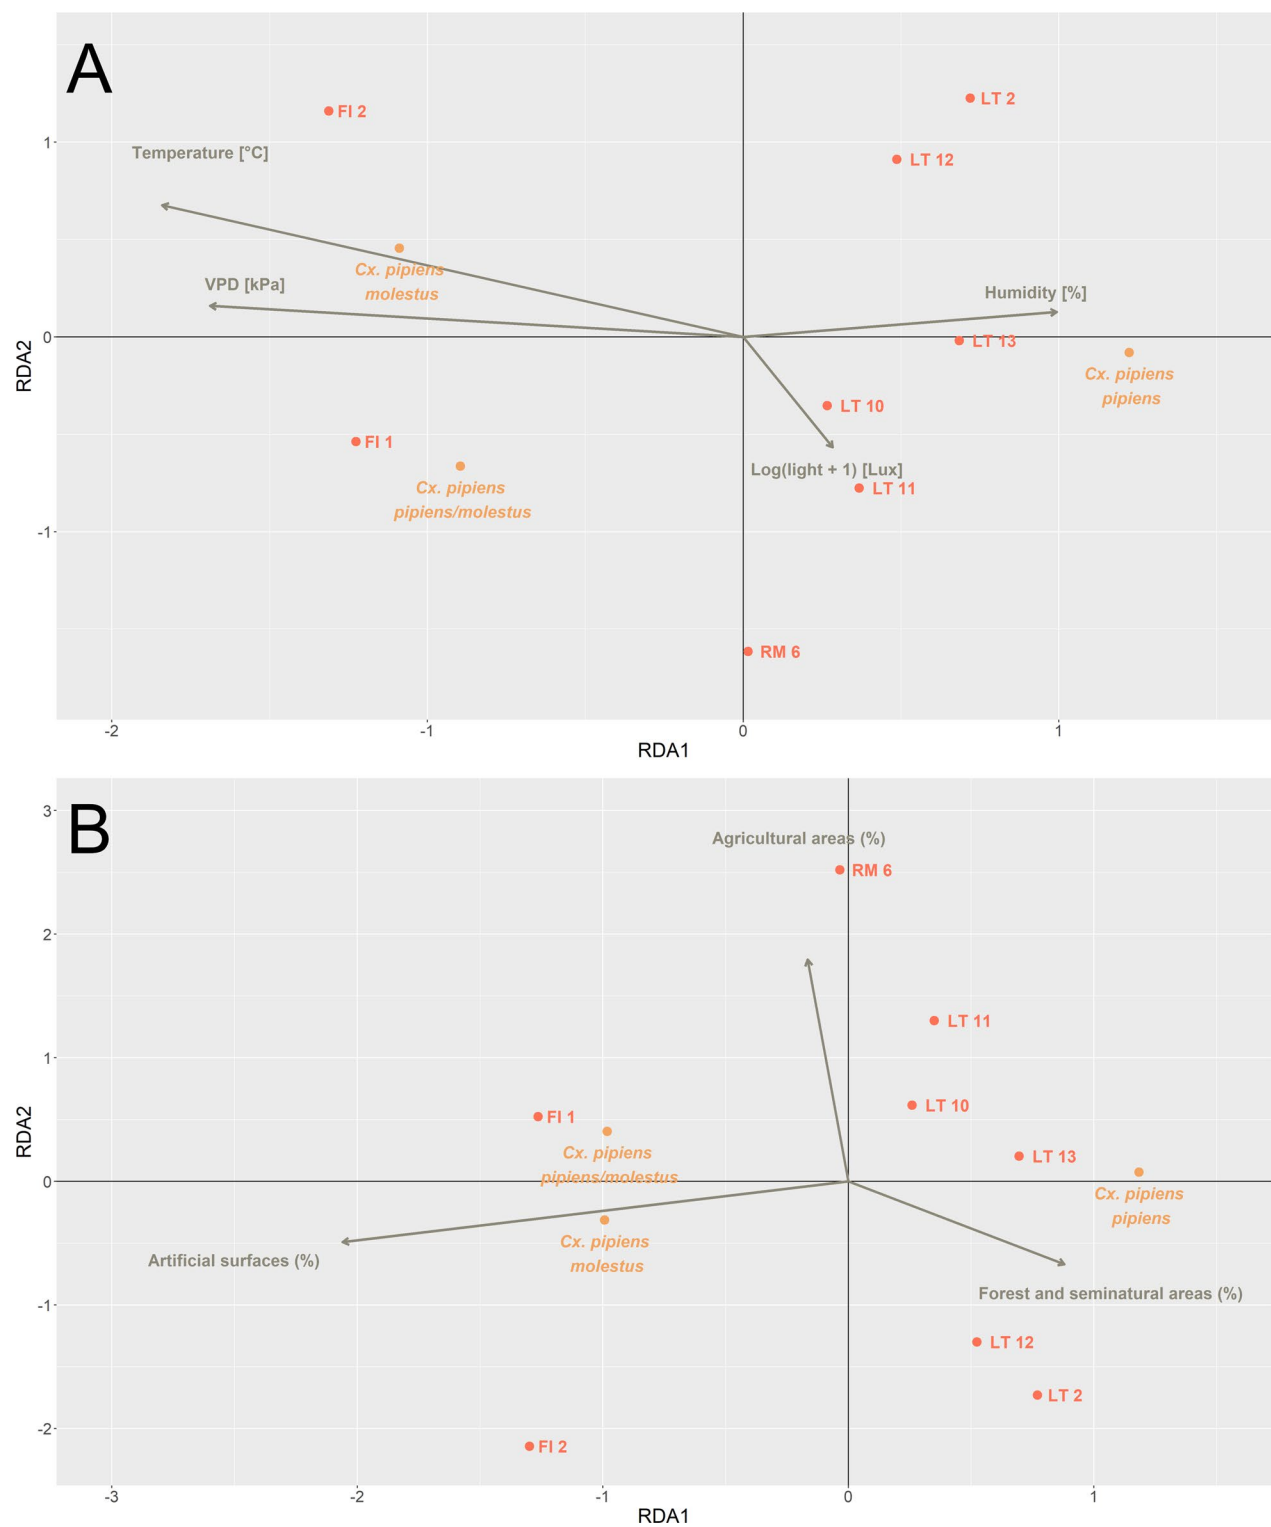 A
FI 2
LT 2
1
Temperature [°C]
LT 12
Cx. pipiens
molestus
VPD [kPa]
Humidity [%]
0
LT 13
Cx. pipiens
pipiens
RDA2
LT 10
FI 1
Log(light + 1) [Lux]
Cx. pipiens
pipiens/molestus
LT 11
-1
RM 6
-2
-1
0
1
RDA1
B
3
Agricultural areas (%)
RM 6
2
LT 11
1
LT 10
FI 1
Cx. pipiens
pipiens/molestus
LT 13
0
Cx. pipiens
pipiens
RDA2
Cx. pipiens
molestus
Artificial surfaces (%)
Forest and seminatural areas (%)
-1
LT 12
LT 2
-2
FI 2
-3
-2
-1
0
1
RDA1